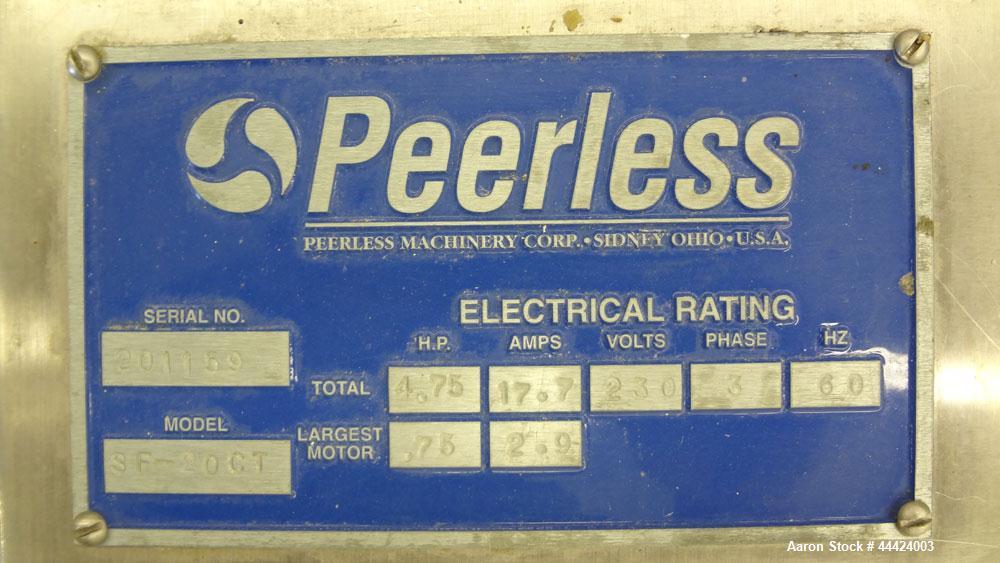 Peerless
PEERLESS MACHINERY CORP. • SIDNEY OHIO • U.S.A.
SERIAL NO.
201159
MODEL
SF-20CT
ELECTRICAL RATING
H.P. AMPS VOLTS PHASE HZ
TOTAL 4.75 17.7 230 3 60
LARGEST MOTOR .75 2.9
Aaron Stock # 44424003